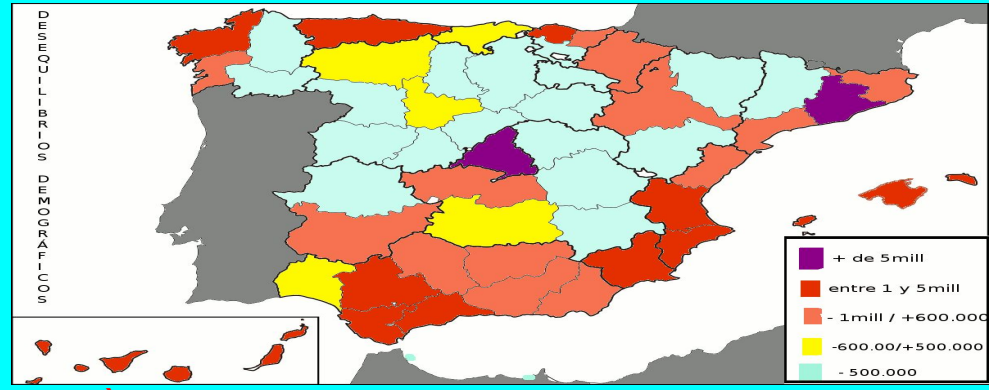 DESEQUILIBRIOS DEMOGRÁFICOS
+ de 5mill
entre 1 y 5mill
- 1mill / +600.000
-600.00/+500.000
- 500.000